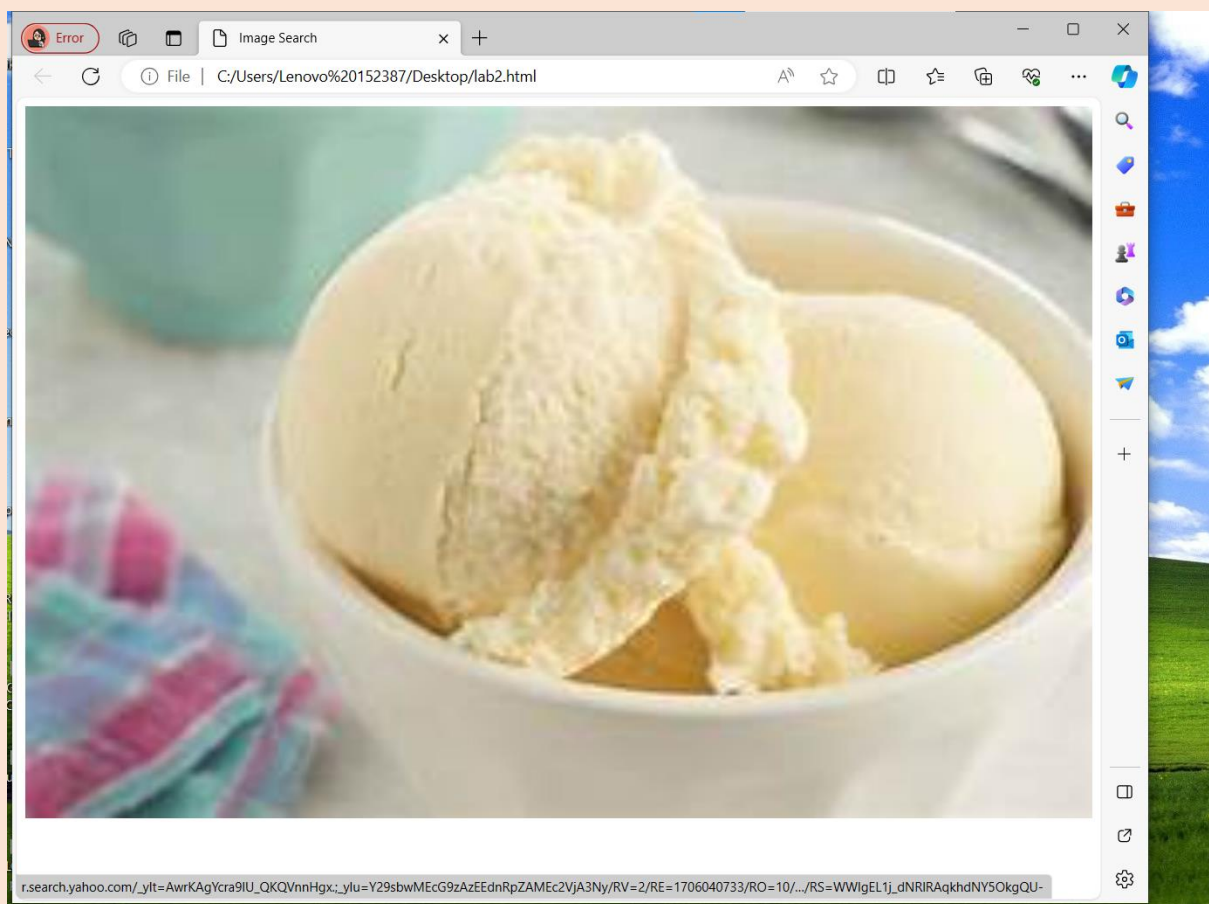 Error
Image Search
File
C:/Users/Lenovo%20152387/Desktop/lab2.html
r.search.yahoo.com/_ylt=AwrKAgYcra9lU_QKQVnnHgx.;_ylu=Y29sbwMEcG9zAzEEdnRpZAMEc2VjA3Ny/RV=2/RE=1706040733/RO=10/.../RS=WWIgEL1j_dNRlRAqkhdNY5OkgQU-